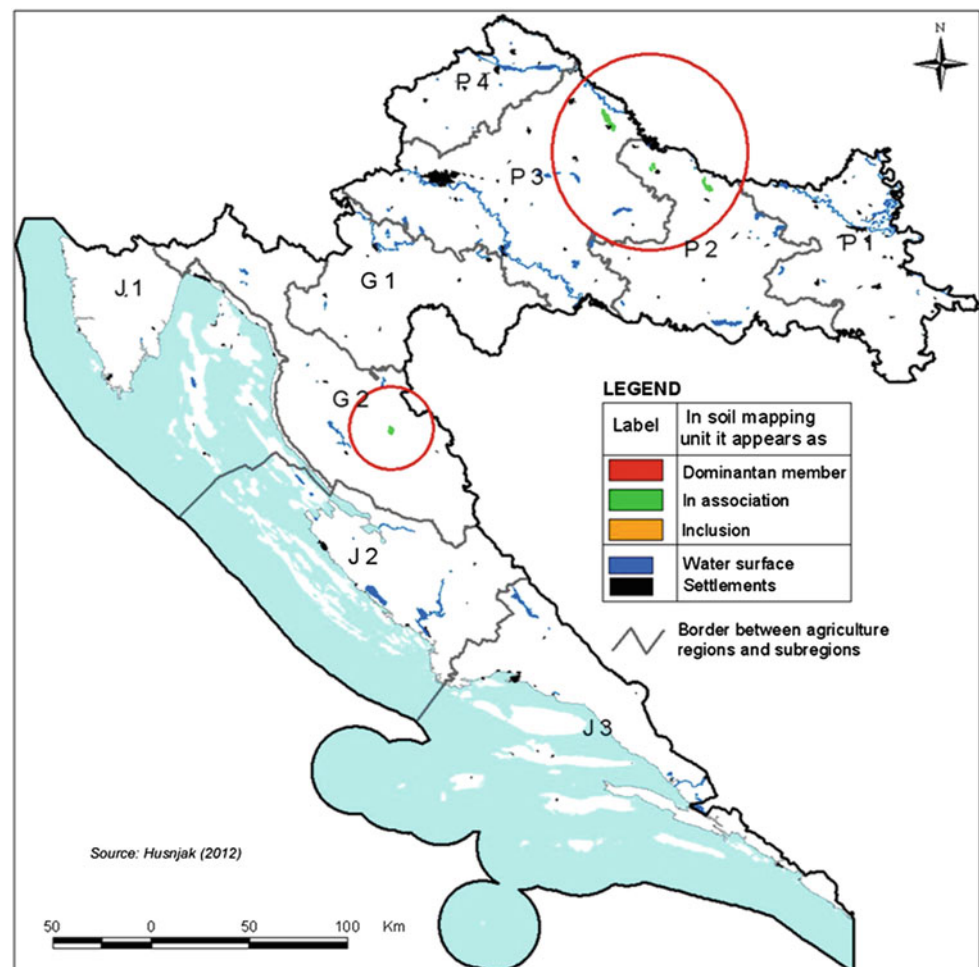 N
P 4
P 3
P 2
P 1
G 1
J 1
G 2
J 2
J 3
LEGEND
Label
In soil mapping
unit it appears as
Dominantan member
In association
Inclusion
Water surface
Settlements
Border between agriculture
regions and subregions
Source: Husnjak (2012)
50 0 50 100 Km